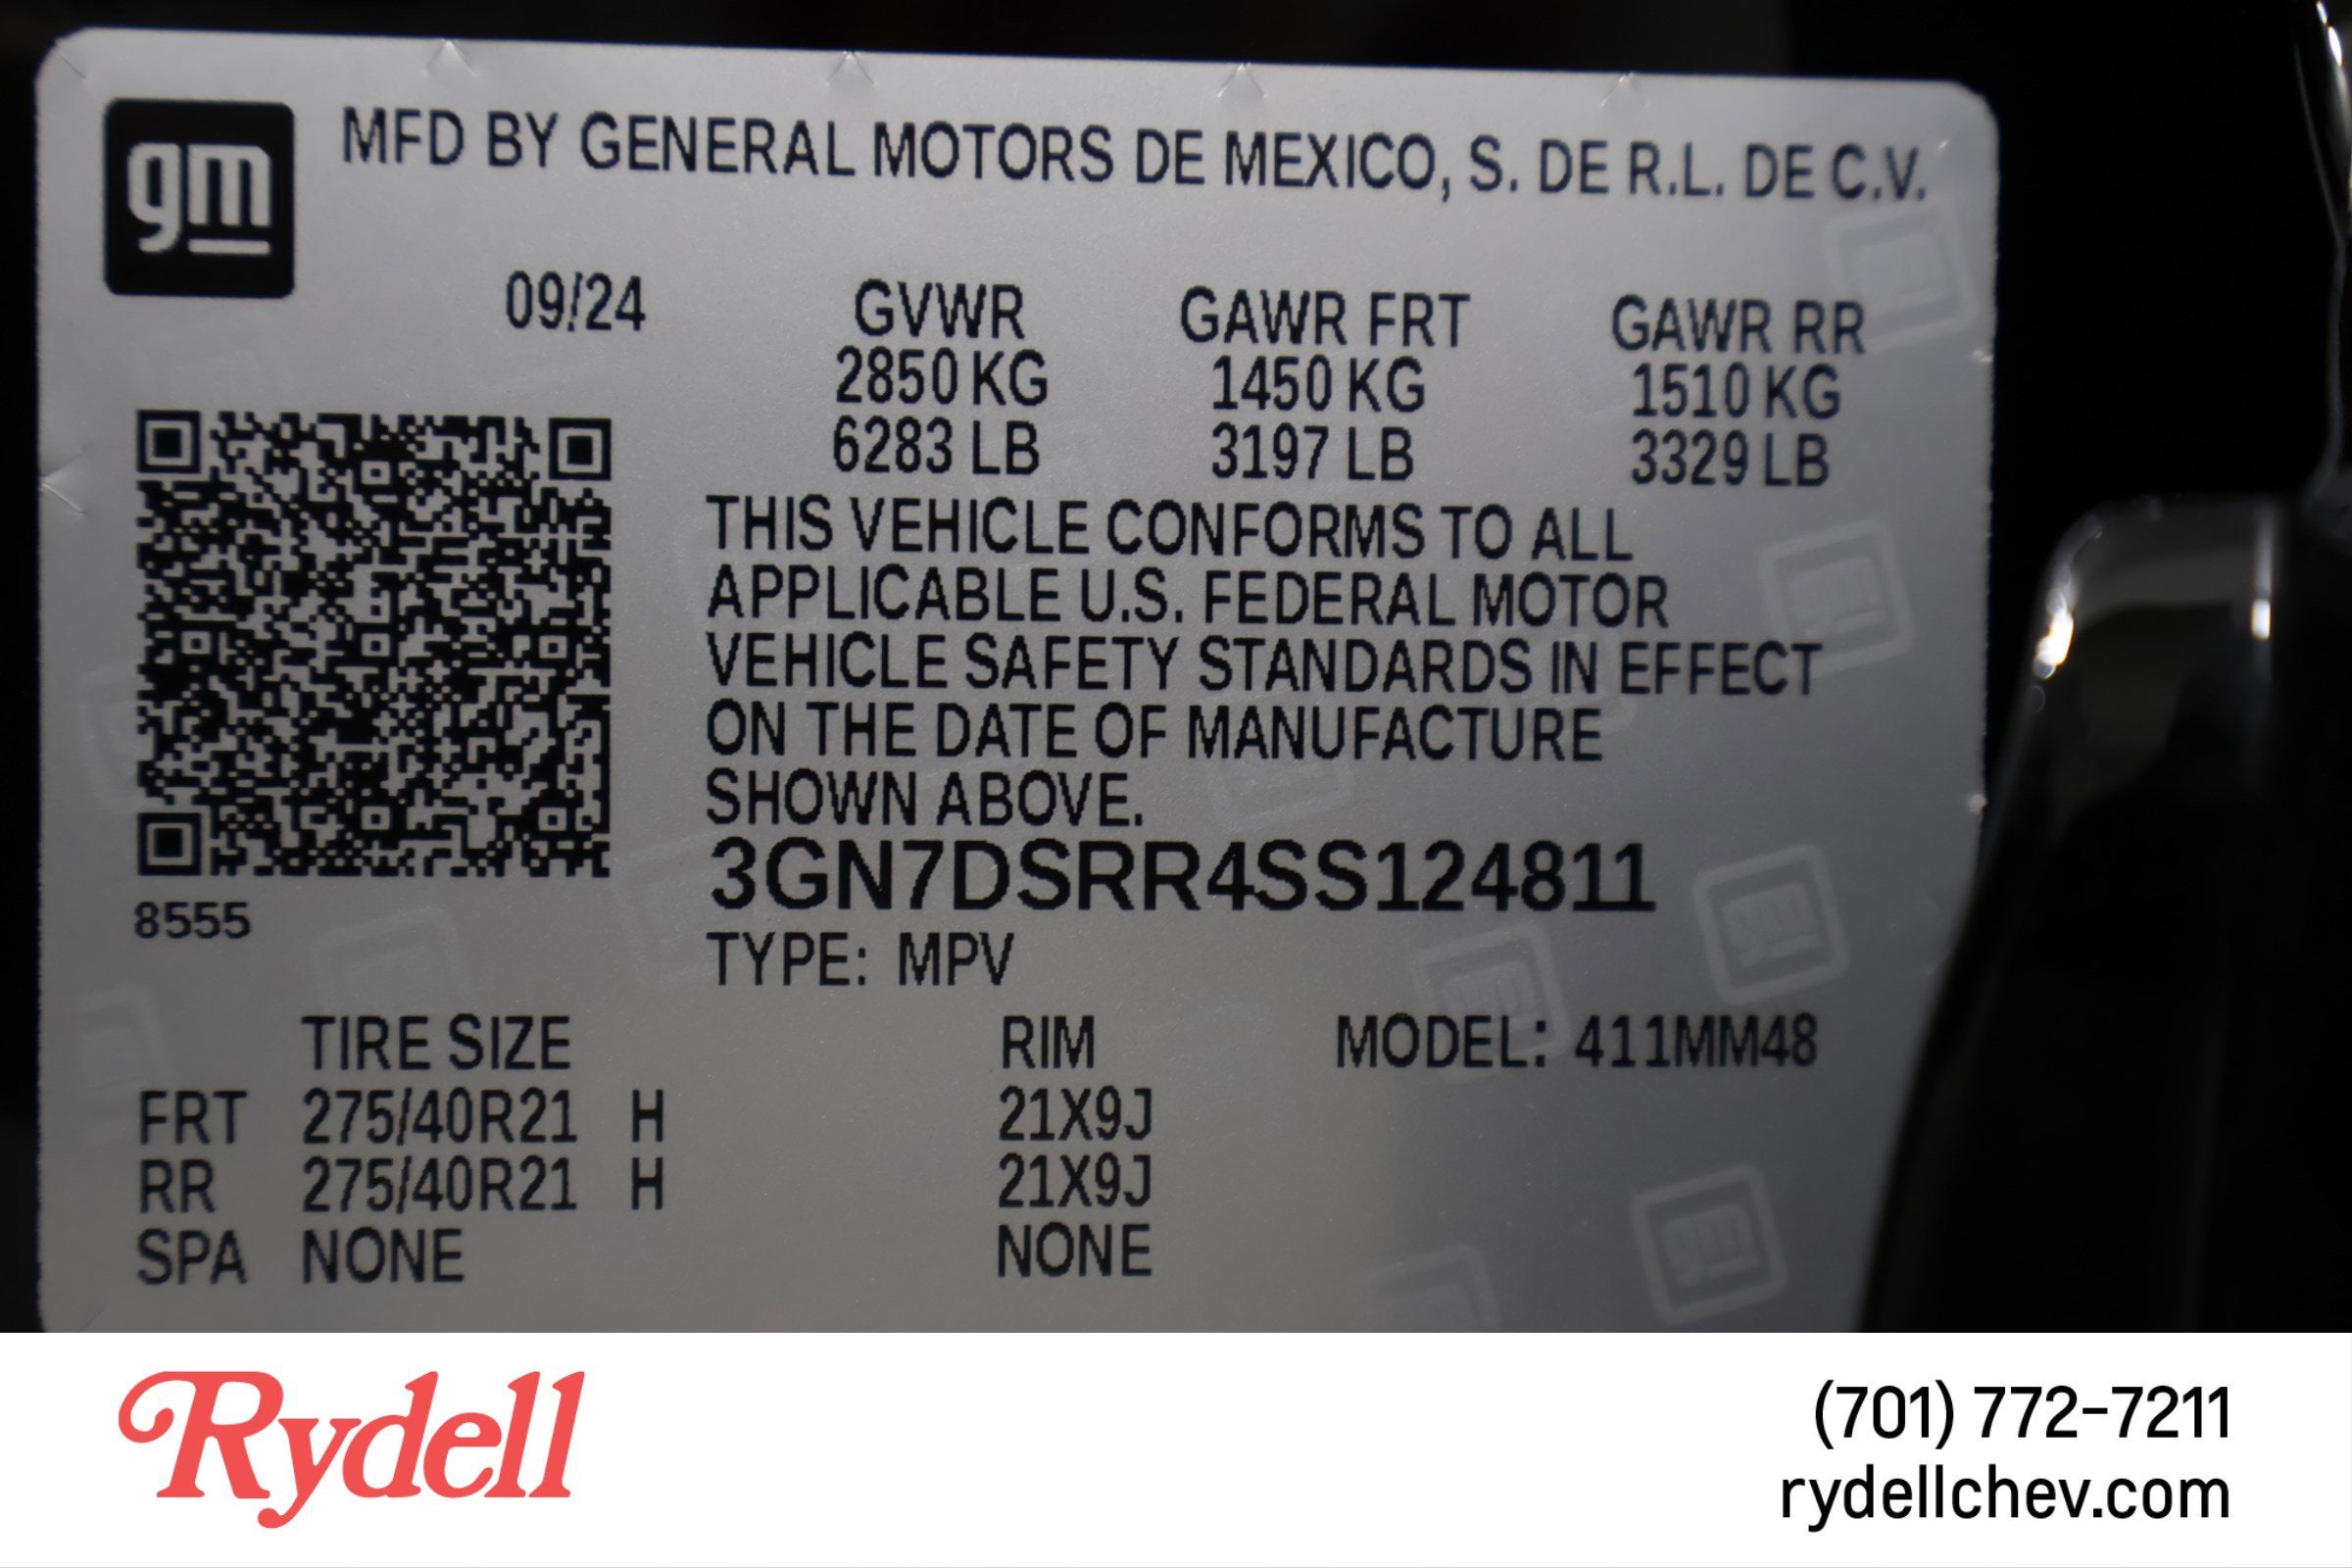 gm
MFD BY GENERAL MOTORS DE MEXICO, S. DE R.L. DE C.V.
09/24 GVWR GAWR FRT GAWR RR
2850 KG 1450 KG 1510 KG
6283 LB 3197 LB 3329 LB
THIS VEHICLE CONFORMS TO ALL
APPLICABLE U.S. FEDERAL MOTOR
VEHICLE SAFETY STANDARDS IN EFFECT
ON THE DATE OF MANUFACTURE
SHOWN ABOVE.
3GN7DSRR4SS124811
8555
TYPE: MPV
TIRE SIZE RIM MODEL: 411MM48
FRT 275/40R21 H 21X9J
RR 275/40R21 H 21X9J
SPA NONE NONE
Rydell
(701) 772-7211
rydellchev.com